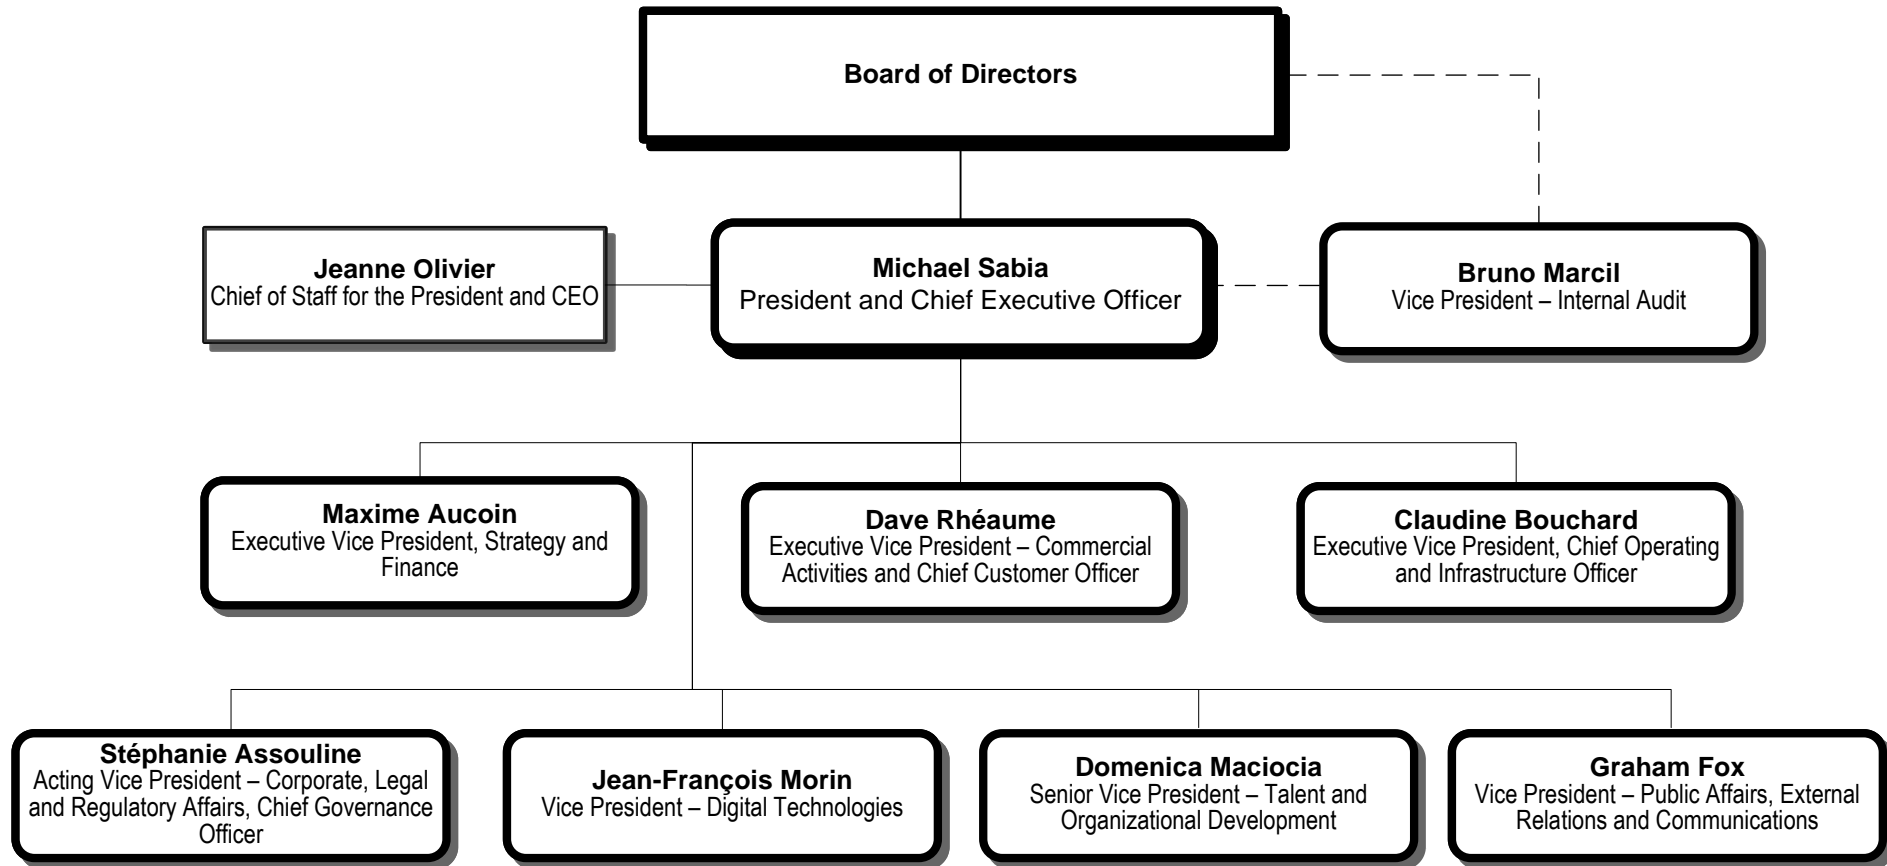 Board of Directors
Jeanne Olivier
Chief of Staff for the President and CEO
Michael Sabia
President and Chief Executive Officer
Bruno Marcil
Vice President – Internal Audit
Maxime Aucoin
Executive Vice President, Strategy and
Finance
Dave Rhéaume
Executive Vice President – Commercial
Activities and Chief Customer Officer
Claudine Bouchard
Executive Vice President, Chief Operating
and Infrastructure Officer
Stéphanie Assouline
Acting Vice President – Corporate, Legal
and Regulatory Affairs, Chief Governance
Officer
Jean-François Morin
Vice President – Digital Technologies
Domenica Maciocia
Senior Vice President – Talent and
Organizational Development
Graham Fox
Vice President – Public Affairs, External
Relations and Communications